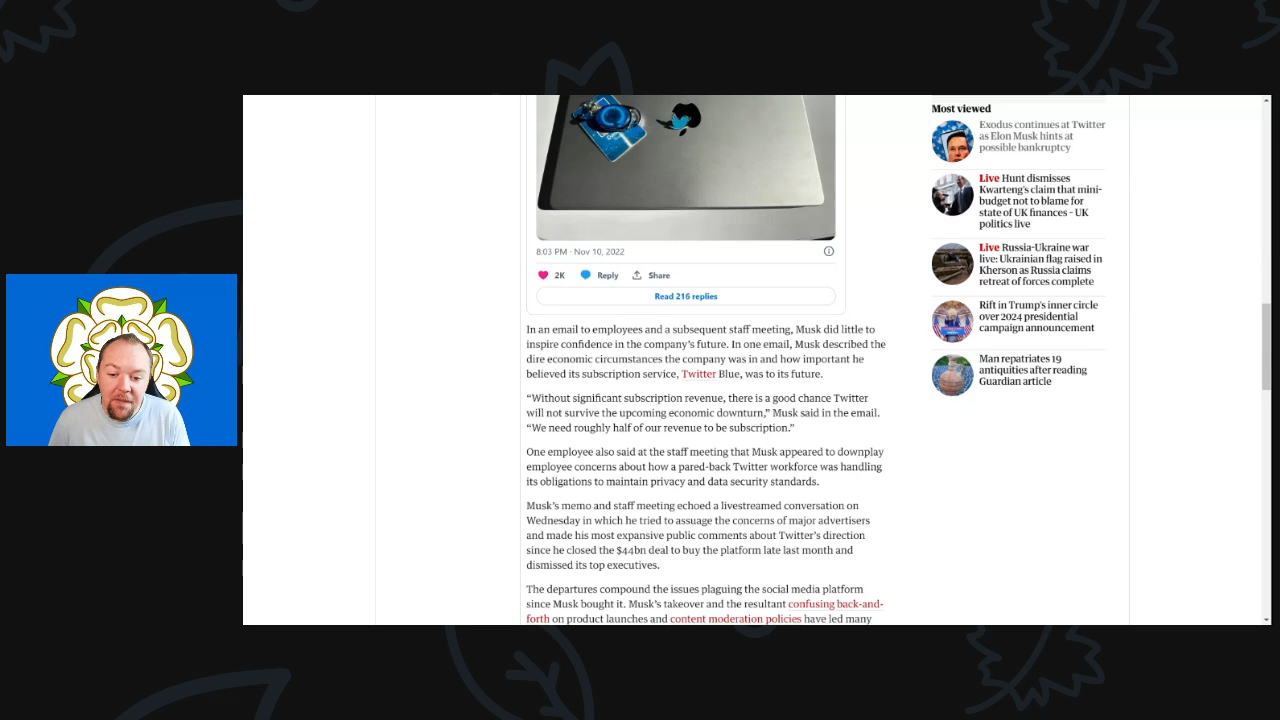 8:03 PM · Nov 10, 2022
2K Reply Share
Read 216 replies
In an email to employees and a subsequent staff meeting, Musk did little to
inspire confidence in the company's future. In one email, Musk described the
dire economic circumstances the company was in and how important he
believed its subscription service, Twitter Blue, was to its future.
“Without significant subscription revenue, there is a good chance Twitter
will not survive the upcoming economic downturn,” Musk said in the email.
“We need roughly half of our revenue to be subscription.”
One employee also said at the staff meeting that Musk appeared to downplay
employee concerns about how a pared-back Twitter workforce was handling
its obligations to maintain privacy and data security standards.
Musk's memo and staff meeting echoed a livestreamed conversation on
Wednesday in which he tried to assuage the concerns of major advertisers
and made his most expansive public comments about Twitter's direction
since he closed the $44bn deal to buy the platform late last month and
dismissed its top executives.
The departures compound the issues plaguing the social media platform
since Musk bought it. Musk's takeover and the resultant confusing back-and-
forth on product launches and content moderation policies have led many
Most viewed
Exodus continues at Twitter
as Elon Musk hints at
possible bankruptcy
Live Hunt dismisses
Kwarteng's claim that mini-
budget not to blame for
state of UK finances – UK
politics live
Live Russia-Ukraine war
live: Ukrainian flag raised in
Kherson as Russia claims
retreat of forces complete
Rift in Trump's inner circle
over 2024 presidential
campaign announcement
Man repatriates 19
antiquities after reading
Guardian article